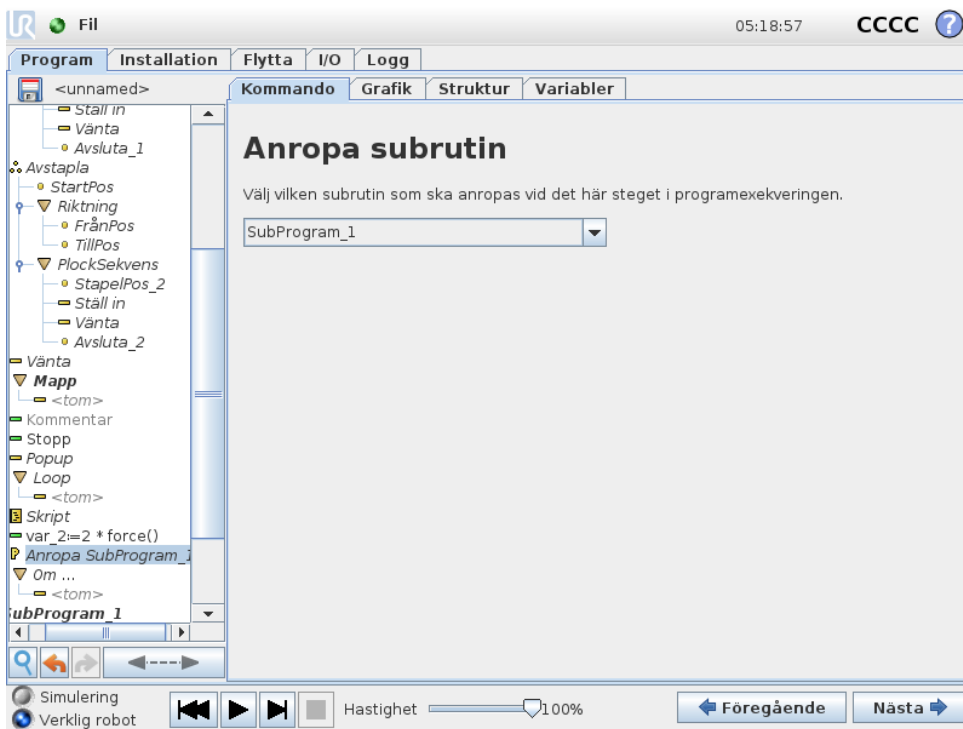 UR Fil 05:18:57 CCCC ?
Program Installation Flytta I/O Logg
<unnamed>
Kommando Grafik Struktur Variabler
Ställ in
Vänta
Avsluta_1
Avstapla
StartPos
Riktning
FrånPos
TillPos
PlockSekvens
StapelPos_2
Ställ in
Vänta
Avsluta_2
Vänta
Mapp
<tom>
Kommentar
Stopp
Popup
Loop
<tom>
Skript
var_2:=2 * force()
Anropa SubProgram_1
Om ...
<tom>
SubProgram_1
Anropa subrutin
Välj vilken subrutin som ska anropas vid det här steget i programexekveringen.
SubProgram_1
Simulering
Verklig robot
Hastighet 100%
Föregående Nästa